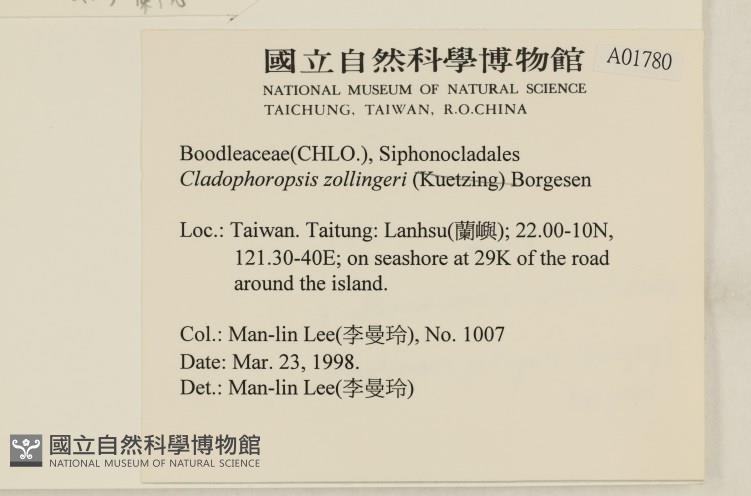 國立自然科學博物館
A01780
NATIONAL MUSEUM OF NATURAL SCIENCE
TAICHUNG, TAIWAN, R.O.CHINA
Boodleaceae(CHLO.), Siphonocladales
Cladophoropsis zollingeri (Kuetzing) Borgesen
Loc.: Taiwan. Taitung: Lanhsu(蘭嶼); 22.00-10N,
121.30-40E; on seashore at 29K of the road
around the island.
Col.: Man-lin Lee(李曼玲), No. 1007
Date: Mar. 23, 1998.
Det.: Man-lin Lee(李曼玲)
國立自然科學博物館
NATIONAL MUSEUM OF NATURAL SCIENCE